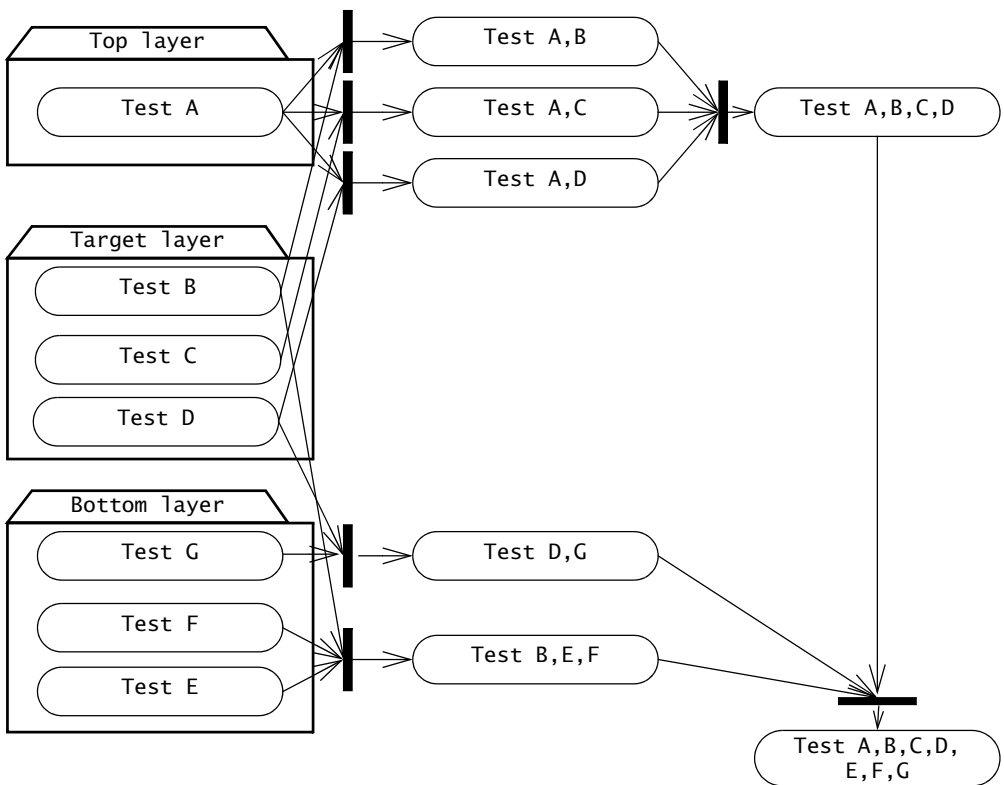 Top layer
Test A
Test A,B
Test A,C
Test A,D
Test A,B,C,D
Target layer
Test B
Test C
Test D
Bottom layer
Test G
Test F
Test E
Test D,G
Test B,E,F
Test A,B,C,D,
E,F,G